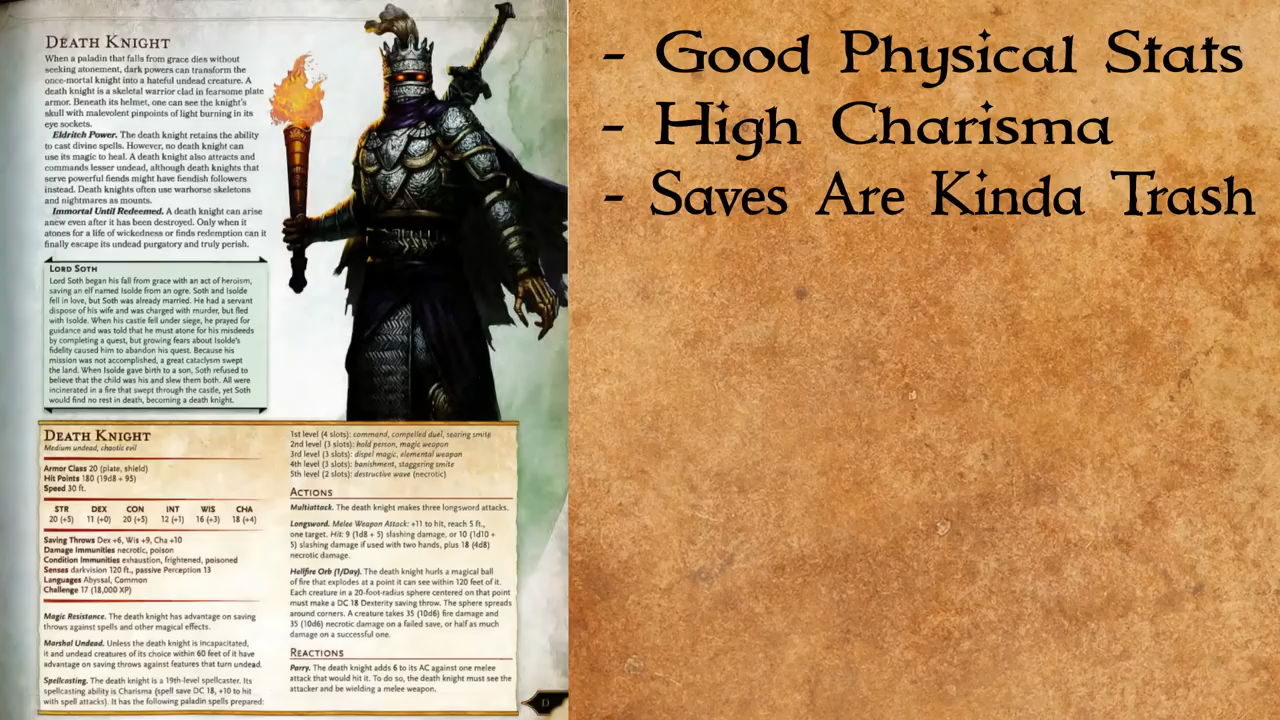 DEATH KNIGHT
When a paladin that falls from grace dies without
seeking atonement, dark powers can transform the
once-mortal knight into a hateful undead creature. A
death knight is a skeletal warrior clad in fearsome plate
armor. Beneath its helmet, one can see the knight's
skull with malevolent pinpoints of light burning in its
eye sockets.
Eldritch Power. The death knight retains the ability
to cast divine spells. However, no death knight can
use its magic to heal. A death knight also attracts and
commands lesser undead, although death knights that
serve powerful fiends might have fiendish followers
instead. Death knights often use warhorse skeletons
and nightmares as mounts.
Immortal Until Redeemed. A death knight can arise
anew even after it has been destroyed. Only when it
atones for a life of wickedness or finds redemption can it
finally escape its undead purgatory and truly perish.
LORD SOTH
Lord Soth began his fall from grace with an act of heroism,
saving an elf named Isolde from an ogre. Soth and Isolde
fell in love, but Soth was already married. He had a servant
dispose of his wife and was charged with murder, but fled
with Isolde. When his castle fell under siege, he prayed for
guidance and was told that he must atone for his misdeeds
by completing a quest, but growing fears about Isolde's
fidelity caused him to abandon his quest. Because his
mission was not accomplished, a great cataclysm swept
the land. When Isolde gave birth to a son, Soth refused to
believe that the child was his and slew them both. All were
incinerated in a fire that swept through the castle, yet Soth
would find no rest in death, becoming a death knight.
DEATH KNIGHT
Medium undead, chaotic evil
Armor Class 20 (plate, shield)
Hit Points 180 (19d8 + 95)
Speed 30 ft.
STR DEX CON INT WIS CHA
20 (+5) 11 (+0) 20 (+5) 12 (+1) 16 (+3) 18 (+4)
Saving Throws Dex +6, Wis +9, Cha +10
Damage Immunities necrotic, poison
Condition Immunities exhaustion, frightened, poisoned
Senses darkvision 120 ft., passive Perception 13
Languages Abyssal, Common
Challenge 17 (18,000 XP)
Magic Resistance. The death knight has advantage on saving
throws against spells and other magical effects.
Marshal Undead. Unless the death knight is incapacitated,
it and undead creatures of its choice within 60 feet of it have
advantage on saving throws against features that turn undead.
Spellcasting. The death knight is a 19th-level spellcaster. Its
spellcasting ability is Charisma (spell save DC 18, +10 to hit
with spell attacks). It has the following paladin spells prepared:
1st level (4 slots): command, compelled duel, searing smite
2nd level (3 slots): hold person, magic weapon
3rd level (3 slots): dispel magic, elemental weapon
4th level (3 slots): banishment, staggering smite
5th level (2 slots): destructive wave (necrotic)
ACTIONS
Multiattack. The death knight makes three longsword attacks.
Longsword. Melee Weapon Attack: +11 to hit, reach 5 ft.,
one target. Hit: 9 (1d8 + 5) slashing damage, or 10 (1d10 +
5) slashing damage if used with two hands, plus 18 (4d8)
necrotic damage.
Hellfire Orb (1/Day). The death knight hurls a magical ball
of fire that explodes at a point it can see within 120 feet of it.
Each creature in a 20-foot-radius sphere centered on that point
must make a DC 18 Dexterity saving throw. The sphere spreads
around corners. A creature takes 35 (10d6) fire damage and
35 (10d6) necrotic damage on a failed save, or half as much
damage on a successful one.
REACTIONS
Parry. The death knight adds 6 to its AC against one melee
attack that would hit it. To do so, the death knight must see the
attacker and be wielding a melee weapon.
D
- Good Physical Stats
- High Charisma
- Saves Are Kinda Trash